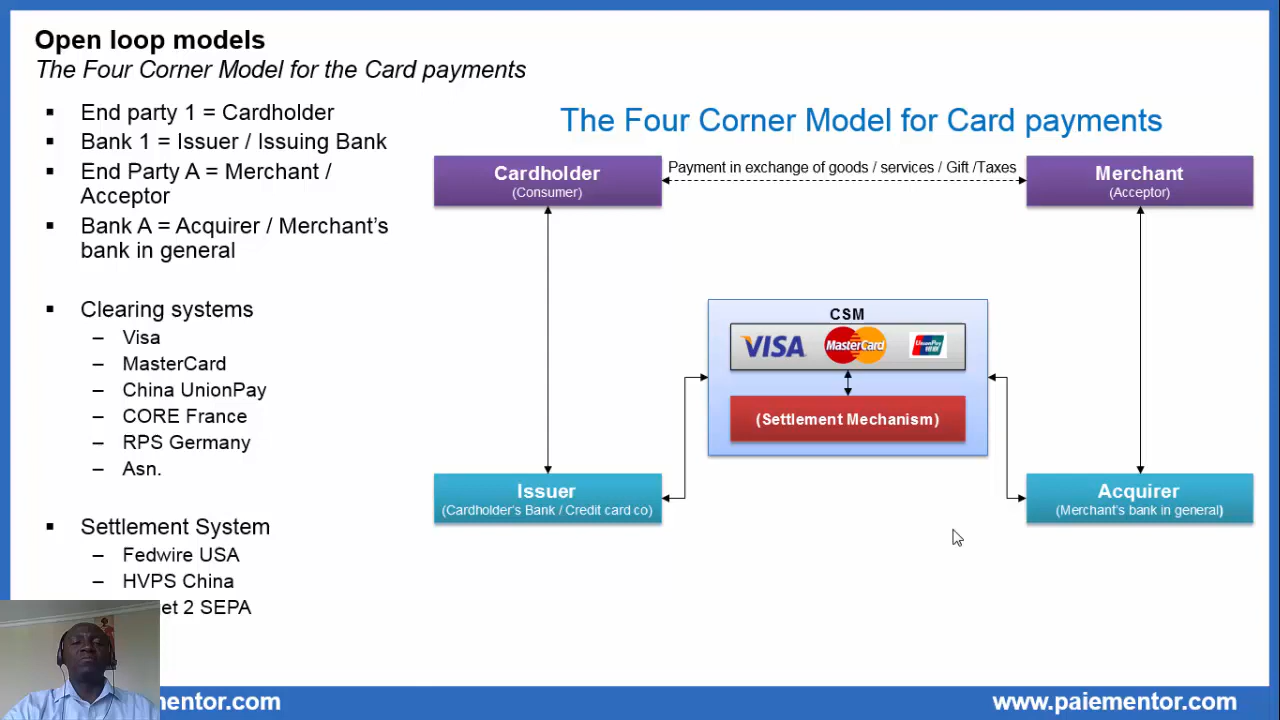 Open loop models
The Four Corner Model for the Card payments
▪ End party 1 = Cardholder
▪ Bank 1 = Issuer / Issuing Bank
▪ End Party A = Merchant /
Acceptor
▪ Bank A = Acquirer / Merchant's
bank in general
▪ Clearing systems
– Visa
– MasterCard
– China UnionPay
– CORE France
– RPS Germany
– Asn.
▪ Settlement System
– Fedwire USA
– HVPS China
et 2 SEPA
The Four Corner Model for Card payments
Cardholder
(Consumer)
Payment in exchange of goods / services / Gift /Taxes
Merchant
(Acceptor)
CSM
VISA MasterCard UnionPay
(Settlement Mechanism)
Issuer
(Cardholder's Bank / Credit card co)
Acquirer
(Merchant's bank in general)
mentor.com
www.paiementor.com